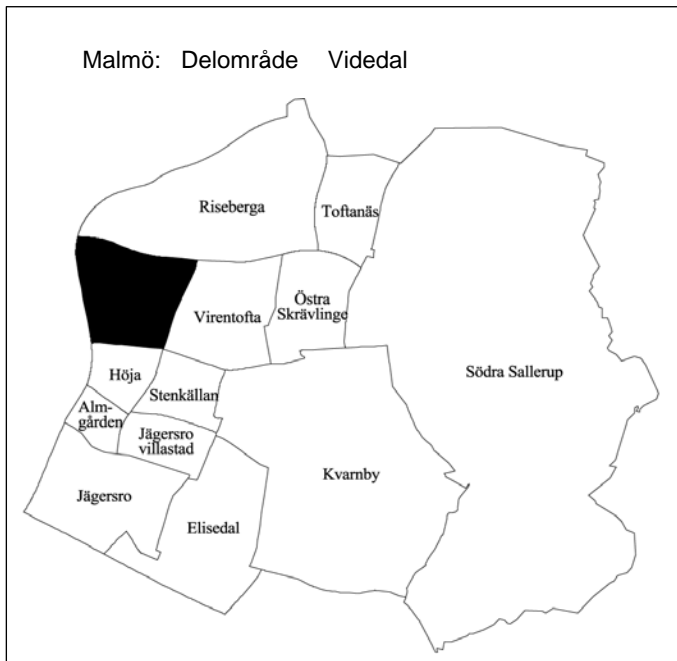 Malmö: Delområde Videdal
Riseberga
Toftanäs
Virentofta
Östra
Skrävlinge
Södra Sallerup
Höja
Stenkällan
Alm-
gården
Jägersro
villastad
Kvarnby
Jägersro
Elisedal